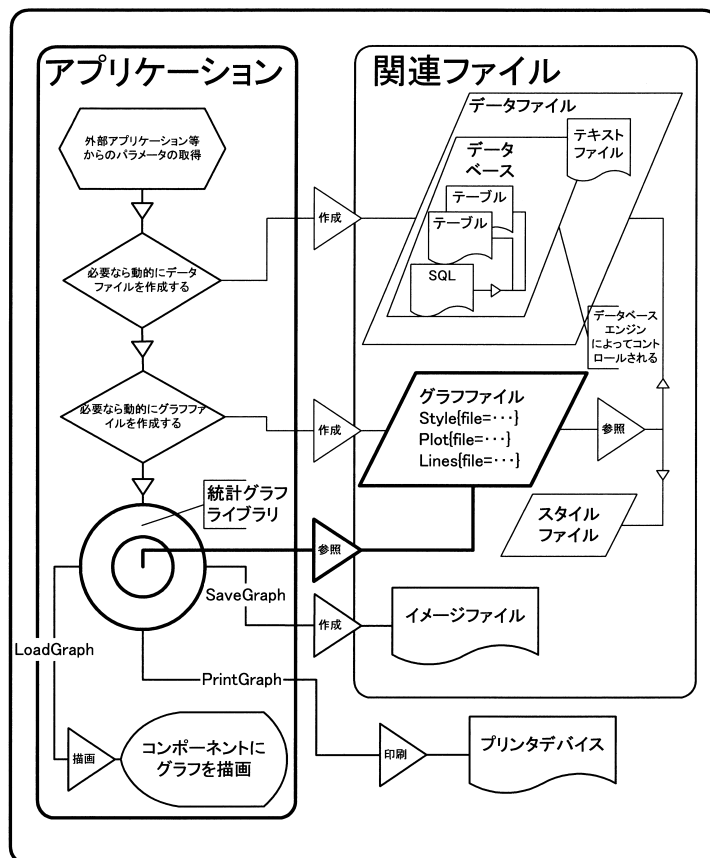 アプリケーション
外部アプリケーション等
からのパラメータの取得
必要なら動的にデータ
ファイルを作成する
作成
必要なら動的にグラフファ
イルを作成する
作成
統計グラフ
ライブラリ
参照
SaveGraph
作成
LoadGraph
PrintGraph
描画
コンポーネントに
グラフを描画
印刷
プリンタデバイス
関連ファイル
データファイル
データ
ベース
テキスト
ファイル
テーブル
テーブル
SQL
データベース
エンジン
によってコント
ロールされる
グラフファイル
Style{file=･･･}
Plot{file=･･･}
Lines{file=･･･}
参照
スタイル
ファイル
イメージファイル